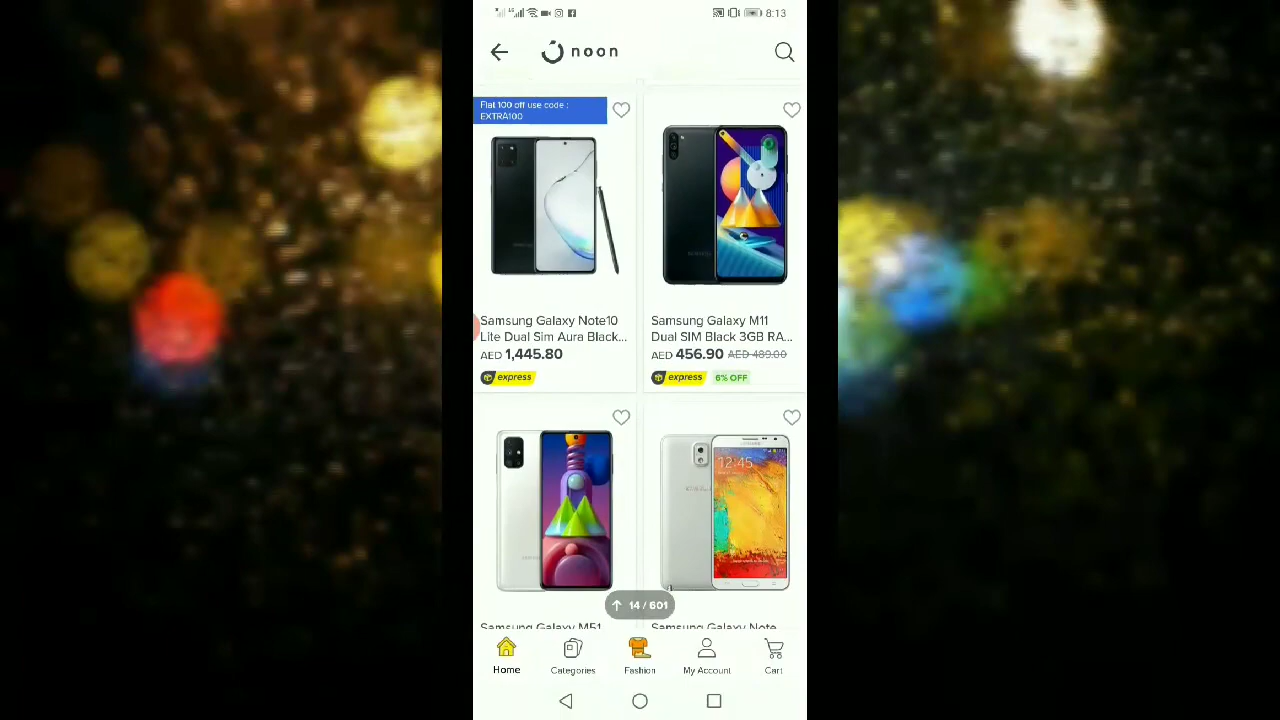 8:13
noon
Flat 100 off use code :
EXTRA100
Samsung Galaxy Note10
Lite Dual Sim Aura Black...
AED 1,445.80
express
Samsung Galaxy M11
Dual SIM Black 3GB RA...
AED 456.90 AED 489.00
express 6% OFF
12:45
14 / 601
Samsung Galaxy M51
Samsung Galaxy Note
Home
Categories
Fashion
My Account
Cart